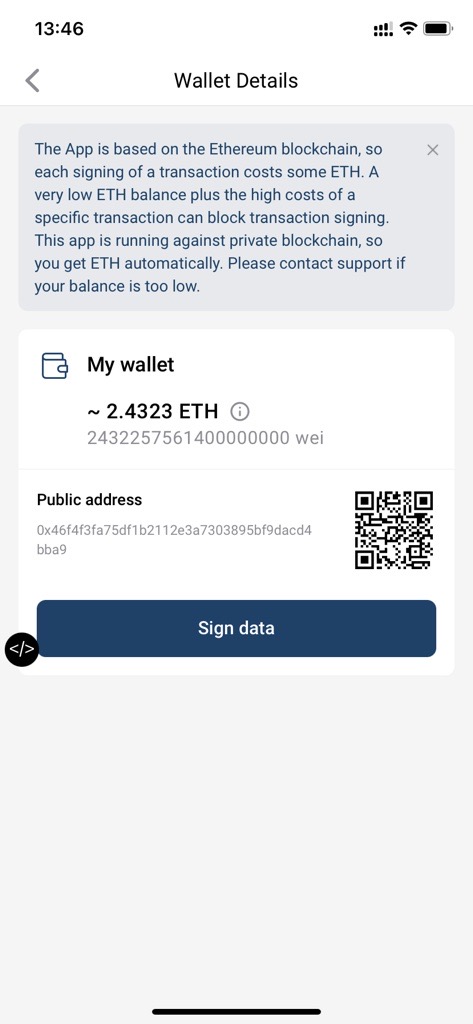 13:46
Wallet Details
The App is based on the Ethereum blockchain, so
each signing of a transaction costs some ETH. A
very low ETH balance plus the high costs of a
specific transaction can block transaction signing.
This app is running against private blockchain, so
you get ETH automatically. Please contact support if
your balance is too low.
My wallet
~ 2.4323 ETH
2432257561400000000 wei
Public address
0x46f4f3fa75df1b2112e3a7303895bf9dacd4
bba9
Sign data
</>